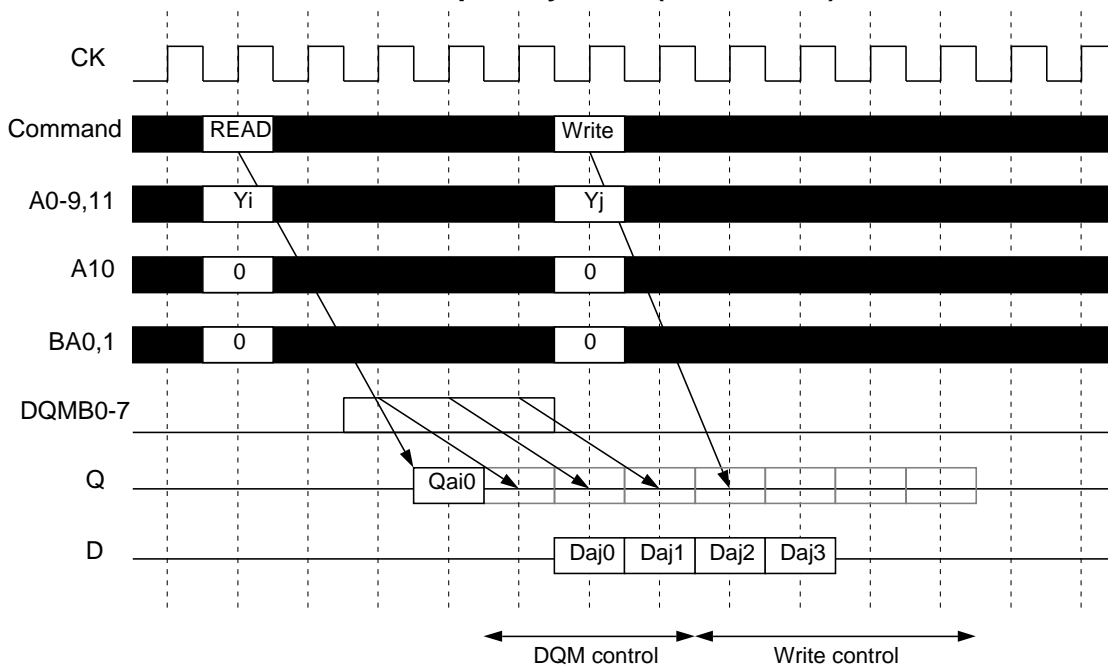 CK
Command READ Write
A0-9,11 Yi Yj
A10 0 0
BA0,1 0 0
DQMB0-7
Q Qai0
D Daj0 Daj1 Daj2 Daj3
DQM control Write control